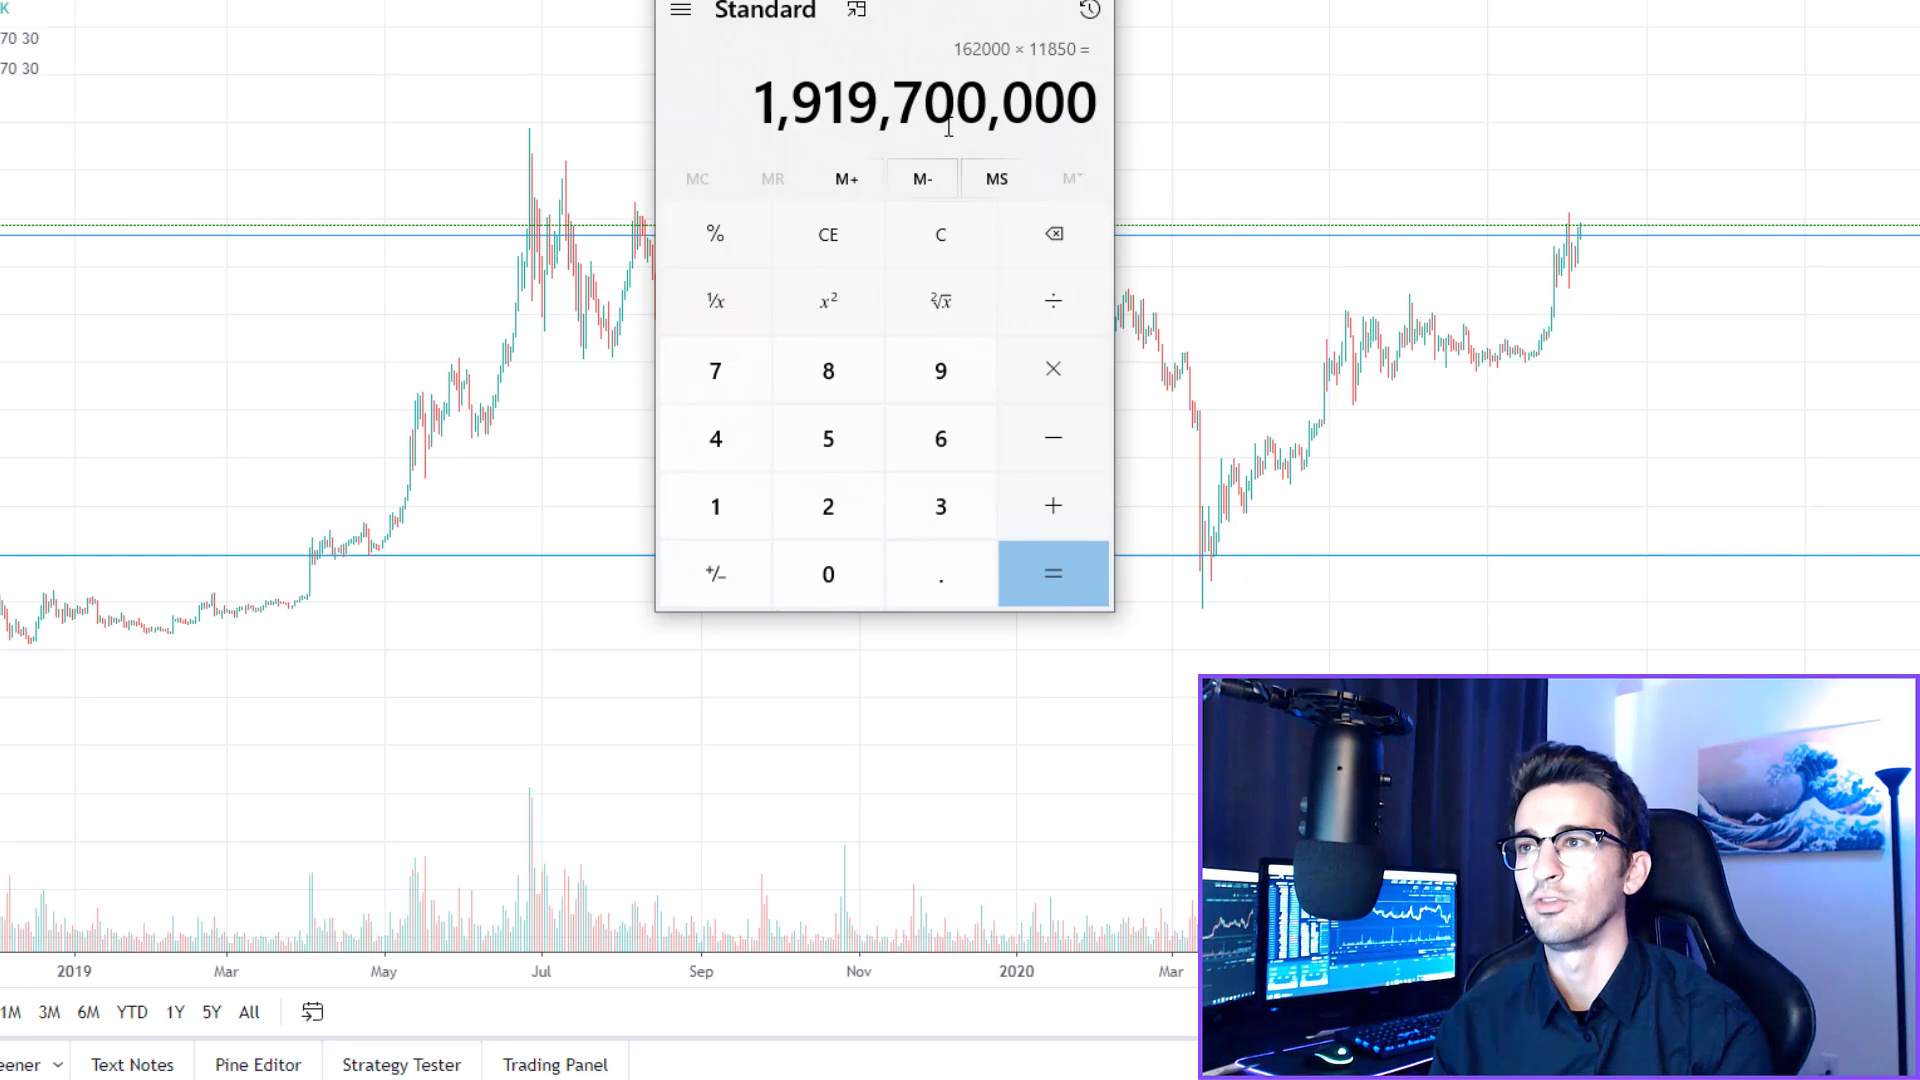 K
70 30
70 30
Standard
162000 × 11850 =
1,919,700,000
MC MR M+ M- MS M˅
% CE C
¹/x x² ²√x ÷
7 8 9 ×
4 5 6 −
1 2 3 +
+/− 0 . =
2019 Mar May Jul Sep Nov 2020 Mar
1M 3M 6M YTD 1Y 5Y All
eener Text Notes Pine Editor Strategy Tester Trading Panel